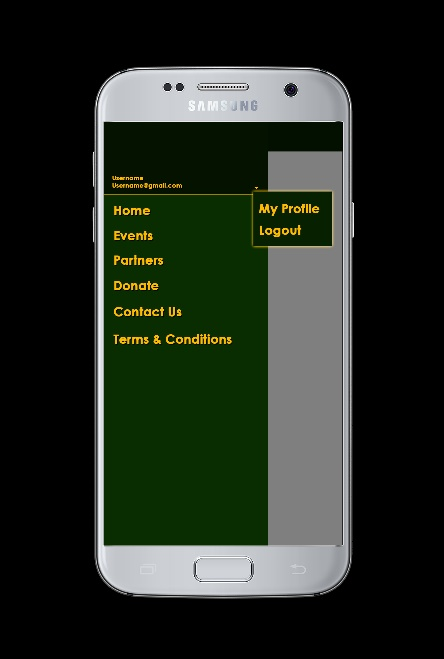 SAMSUNG
Username
Username@gmail.com
My Profile
Logout
Home
Events
Partners
Donate
Contact Us
Terms & Conditions